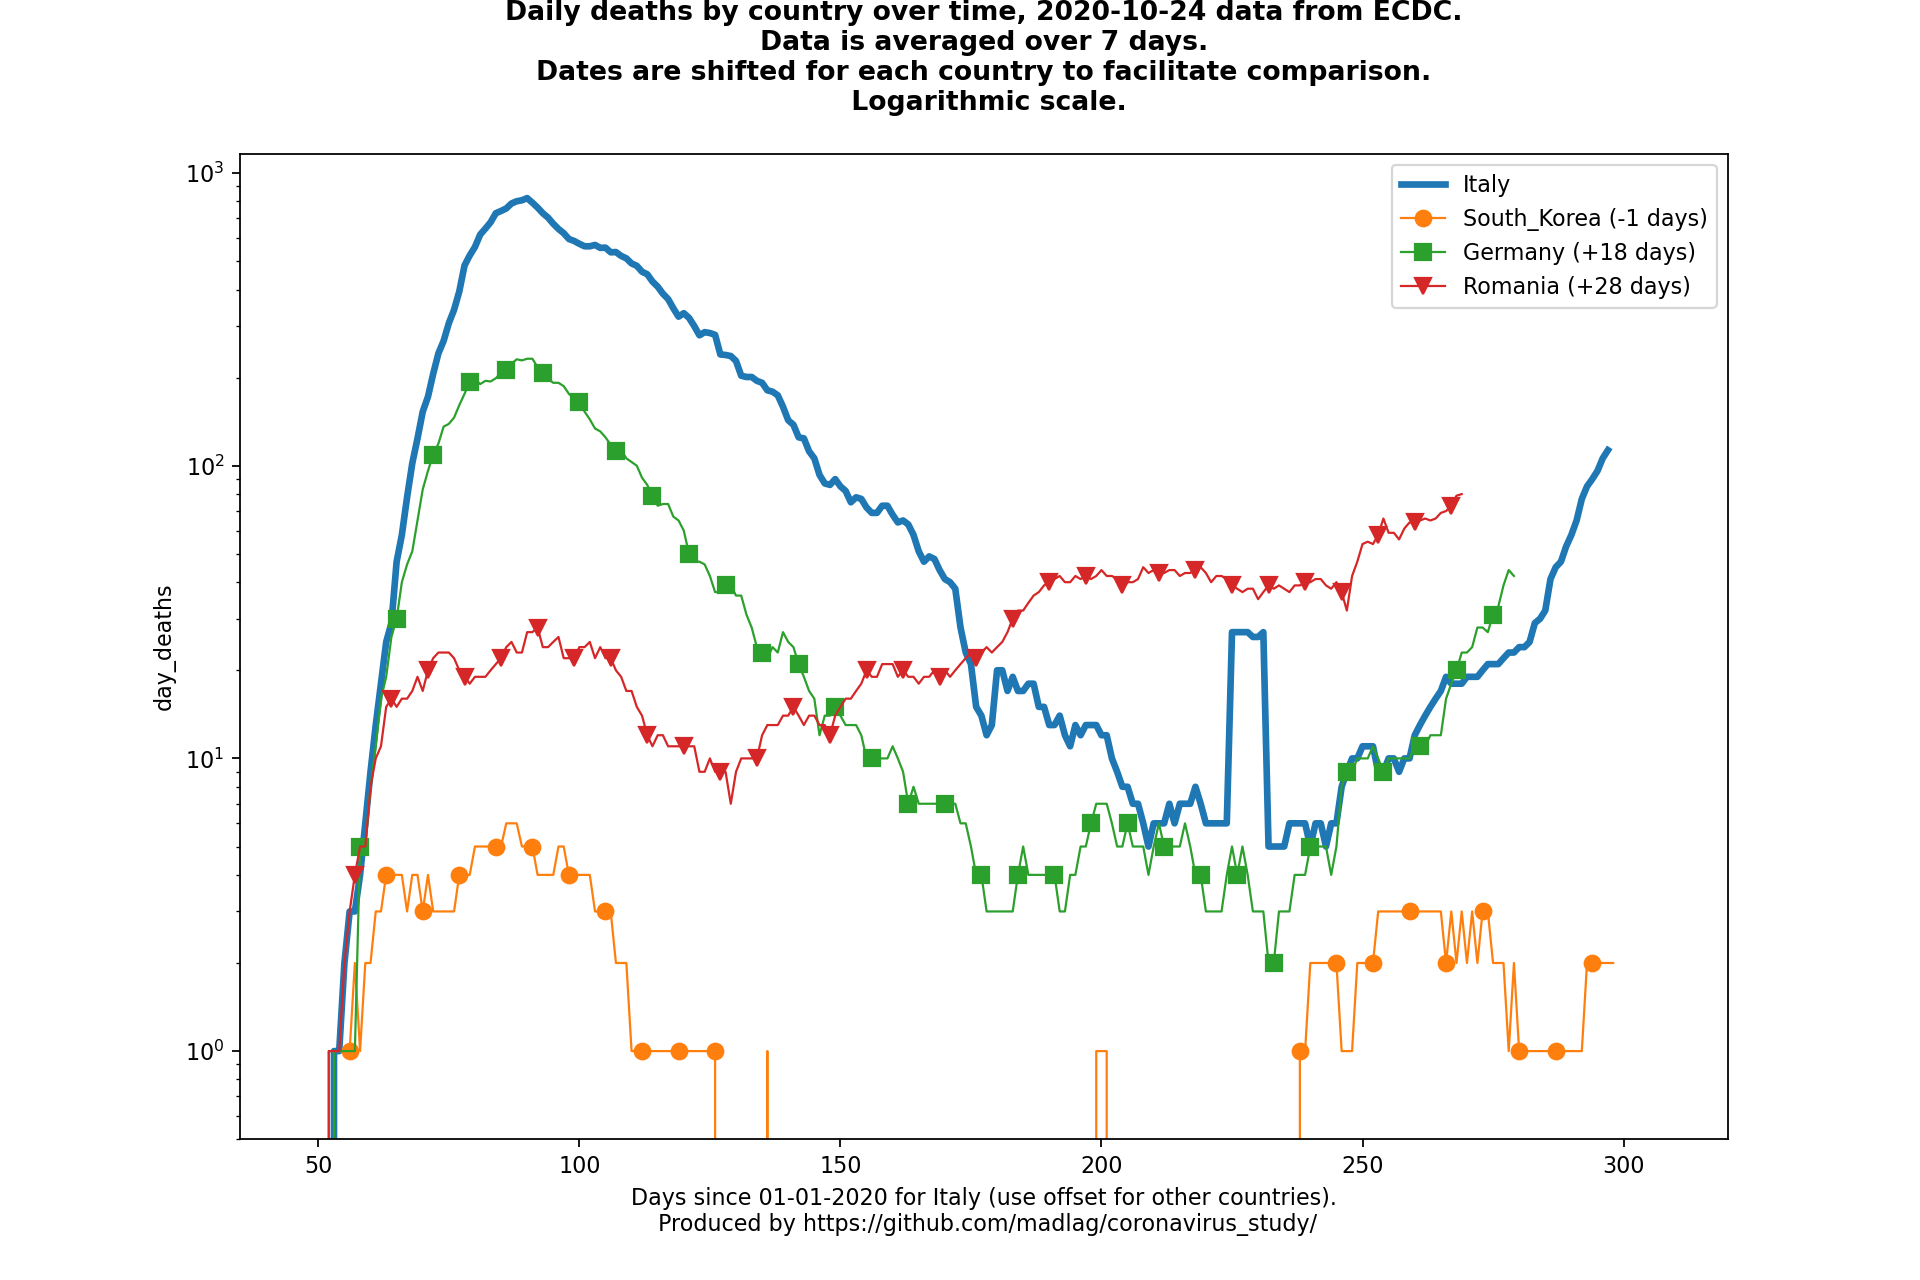 Daily deaths by country over time, 2020-10-24 data from ECDC.
Data is averaged over 7 days.
Dates are shifted for each country to facilitate comparison.
Logarithmic scale.
10³
10²
10¹
10⁰
day_deaths
Italy
South_Korea (-1 days)
Germany (+18 days)
Romania (+28 days)
50 100 150 200 250 300
Days since 01-01-2020 for Italy (use offset for other countries).
Produced by https://github.com/madlag/coronavirus_study/